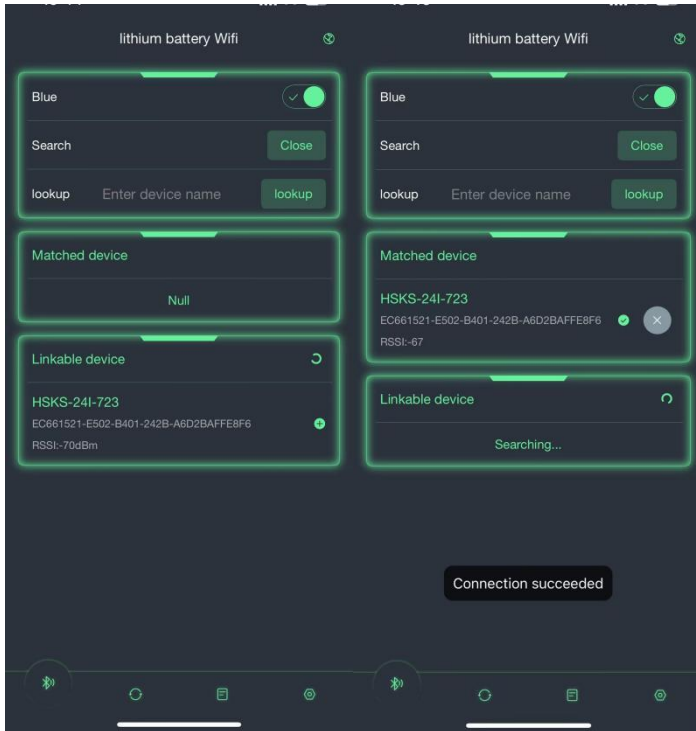 lithium battery Wifi
Blue
Search
Close
lookup
Enter device name
lookup
Matched device
Null
Linkable device
HSKS-24I-723
EC661521-E502-B401-242B-A6D2BAFFE8F6
RSSI:-70dBm
lithium battery Wifi
Blue
Search
Close
lookup
Enter device name
lookup
Matched device
HSKS-24I-723
EC661521-E502-B401-242B-A6D2BAFFE8F6
RSSI:-67
Linkable device
Searching...
Connection succeeded